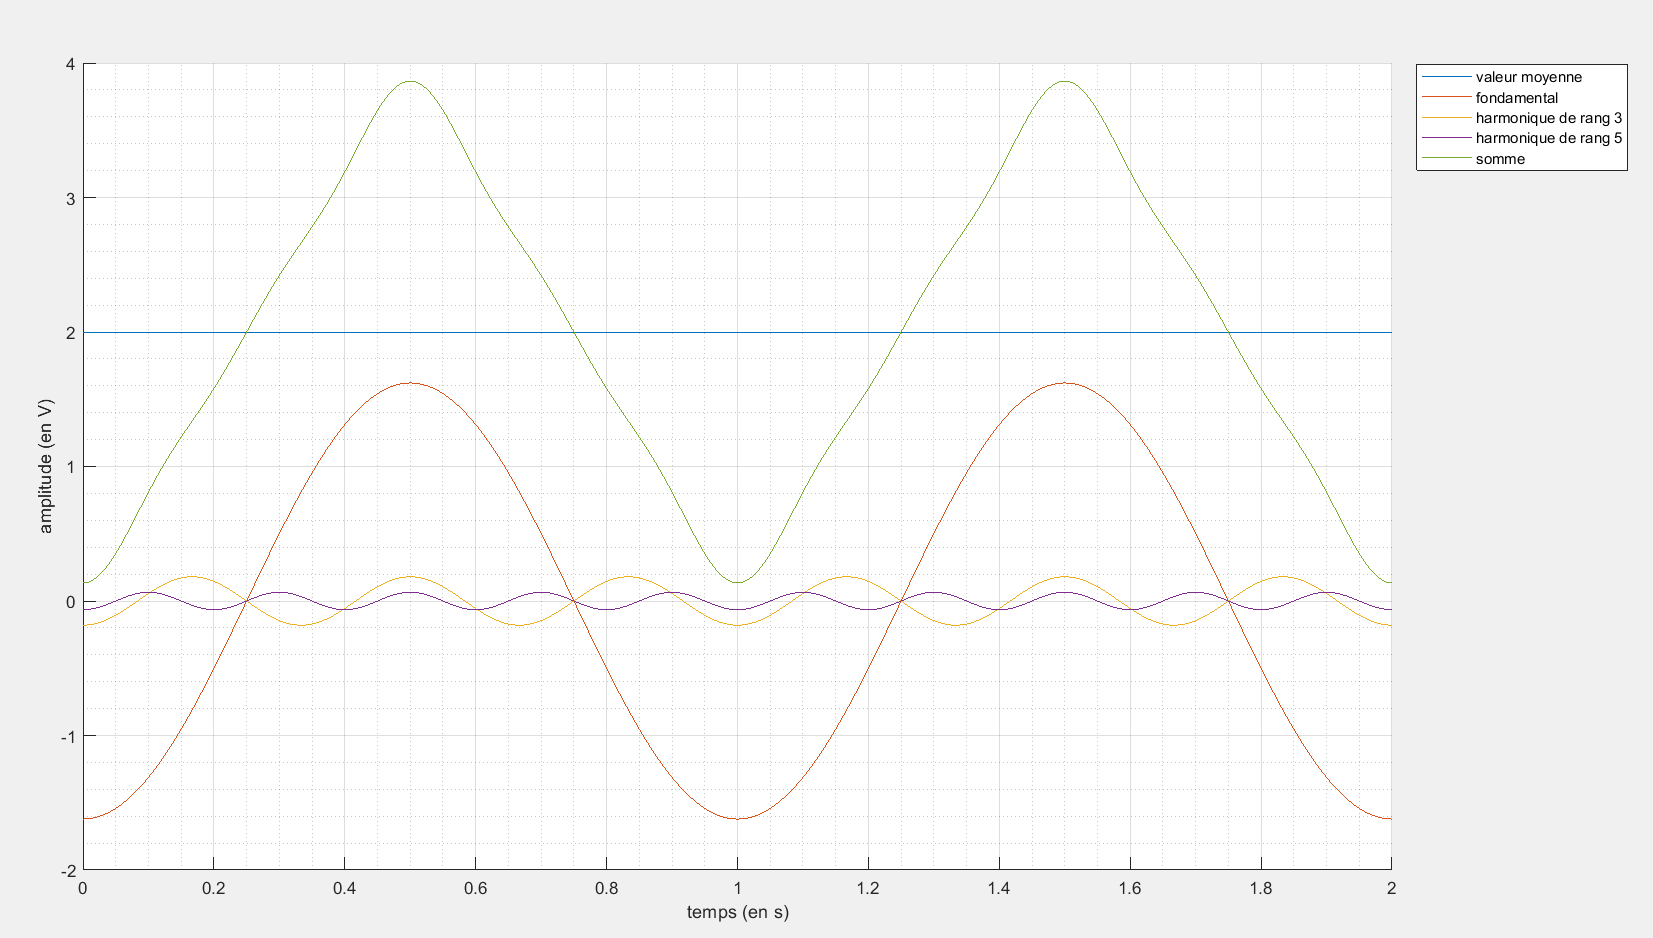 valeur moyenne
fondamental
harmonique de rang 3
harmonique de rang 5
somme
4
3
2
1
0
-1
-2
amplitude (en V)
0 0.2 0.4 0.6 0.8 1 1.2 1.4 1.6 1.8 2
temps (en s)